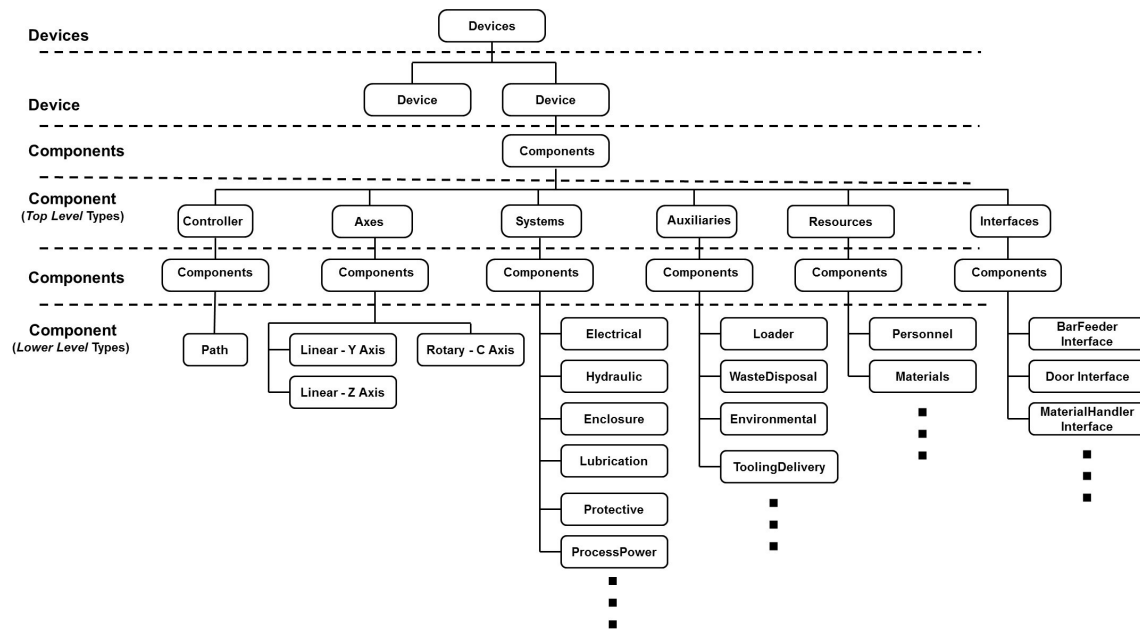 Devices
Devices
Device
Device
Device
Components
Components
Component
(Top Level Types)
Controller
Axes
Systems
Auxiliaries
Resources
Interfaces
Components
Components
Components
Components
Components
Components
Components
Component
(Lower Level Types)
Path
Linear - Y Axis
Rotary - C Axis
Linear - Z Axis
Electrical
Hydraulic
Enclosure
Lubrication
Protective
ProcessPower
Loader
WasteDisposal
Environmental
ToolingDelivery
Personnel
Materials
BarFeeder
Interface
Door Interface
MaterialHandler
Interface